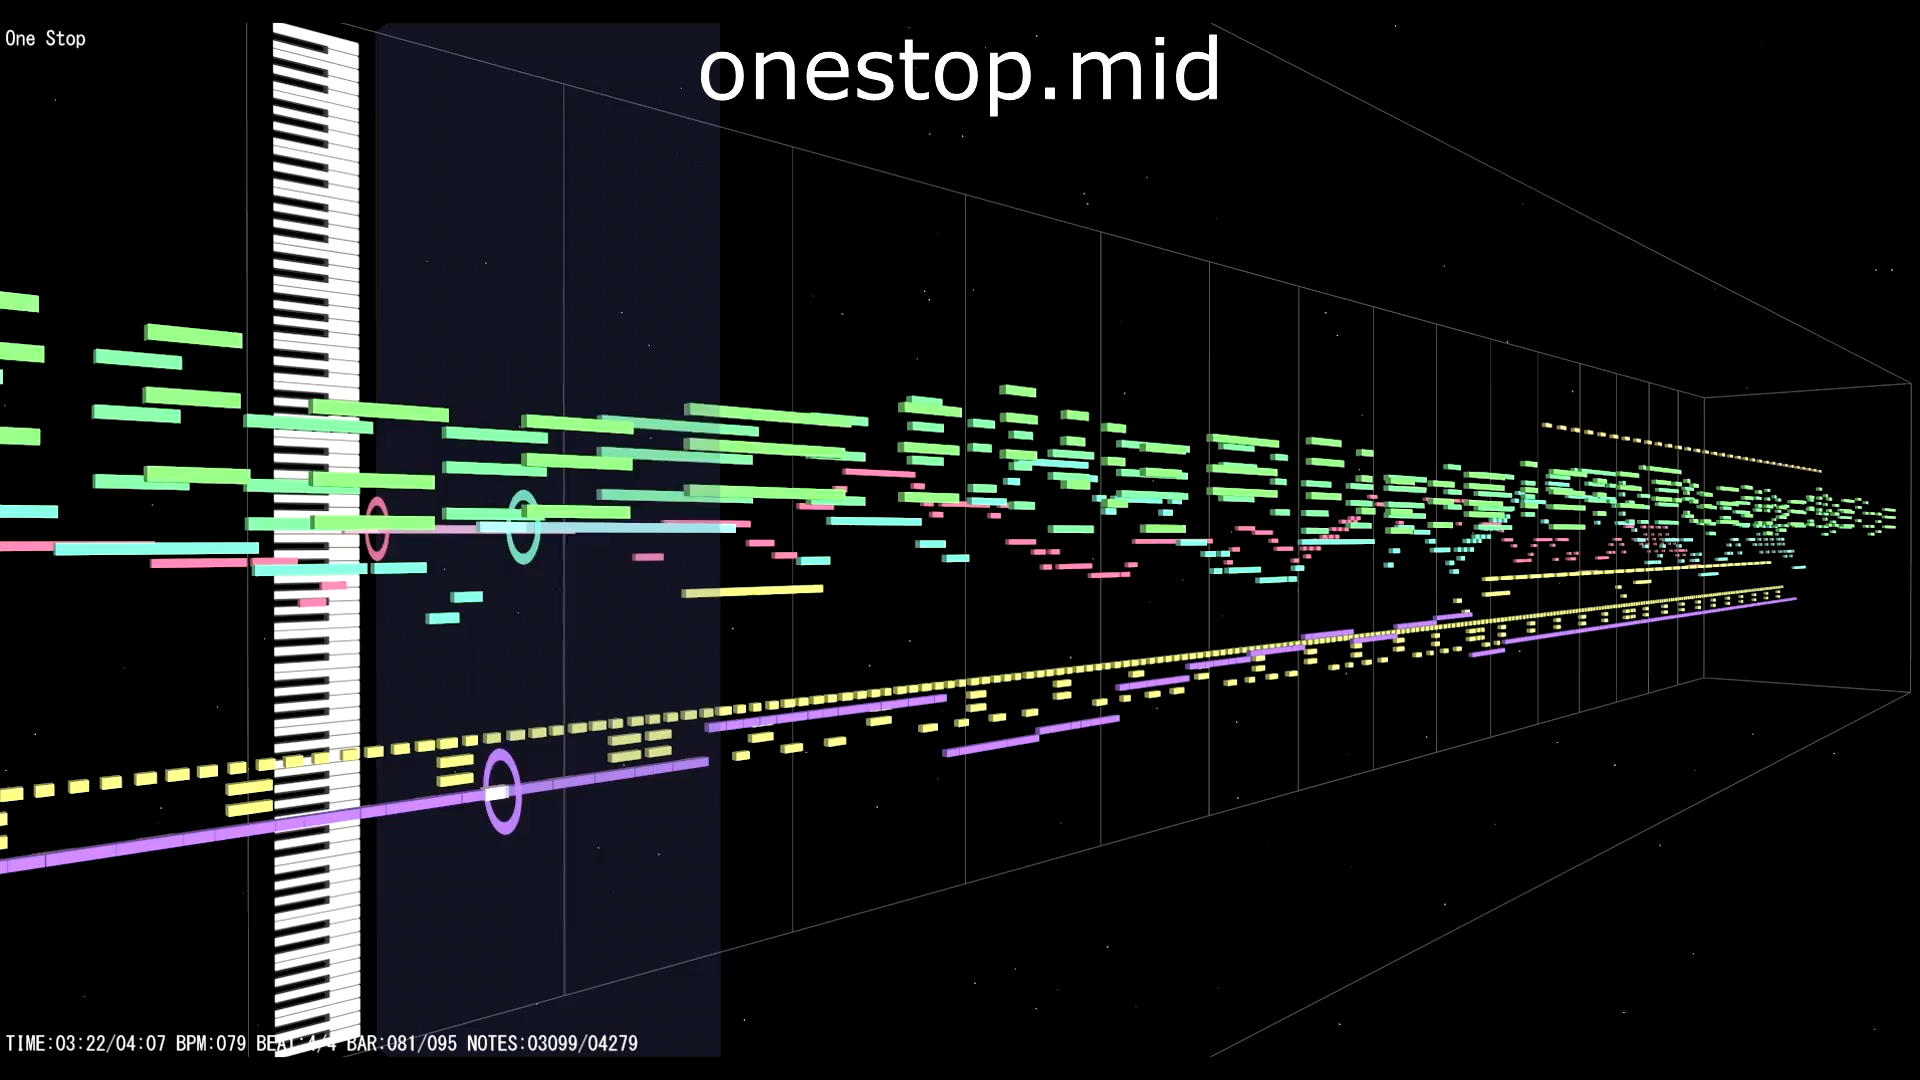 One Stop
onestop.mid
TIME:03:22/04:07 BPM:079 BEAT:4/4 BAR:081/095 NOTES:03099/04279